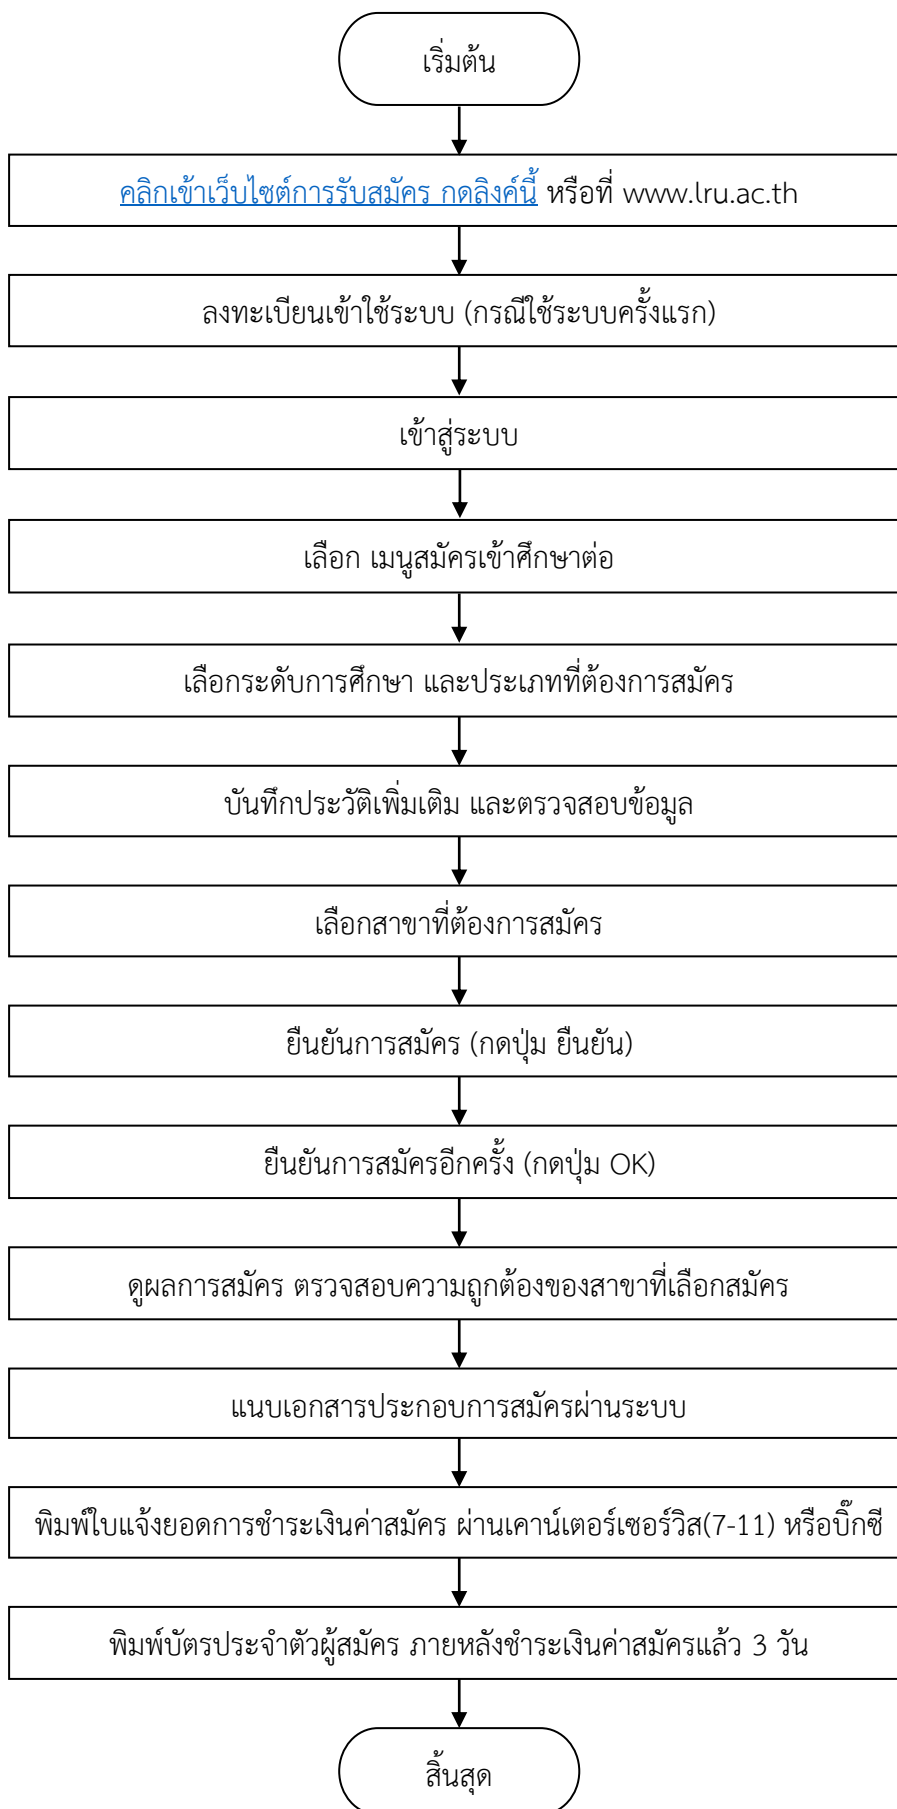 เริ่มต้น
คลิกเข้าเว็บไซต์การรับสมัคร กดลิงค์นี้ หรือที่ www.lru.ac.th
ลงทะเบียนเข้าใช้ระบบ (กรณีใช้ระบบครั้งแรก)
เข้าสู่ระบบ
เลือก เมนูสมัครเข้าศึกษาต่อ
เลือกระดับการศึกษา และประเภทที่ต้องการสมัคร
บันทึกประวัติเพิ่มเติม และตรวจสอบข้อมูล
เลือกสาขาที่ต้องการสมัคร
ยืนยันการสมัคร (กดปุ่ม ยืนยัน)
ยืนยันการสมัครอีกครั้ง (กดปุ่ม OK)
ดูผลการสมัคร ตรวจสอบความถูกต้องของสาขาที่เลือกสมัคร
แนบเอกสารประกอบการสมัครผ่านระบบ
พิมพ์ใบแจ้งยอดการชำระเงินค่าสมัคร ผ่านเคาน์เตอร์เซอร์วิส(7-11) หรือบิ๊กซี
พิมพ์บัตรประจำตัวผู้สมัคร ภายหลังชำระเงินค่าสมัครแล้ว 3 วัน
สิ้นสุด